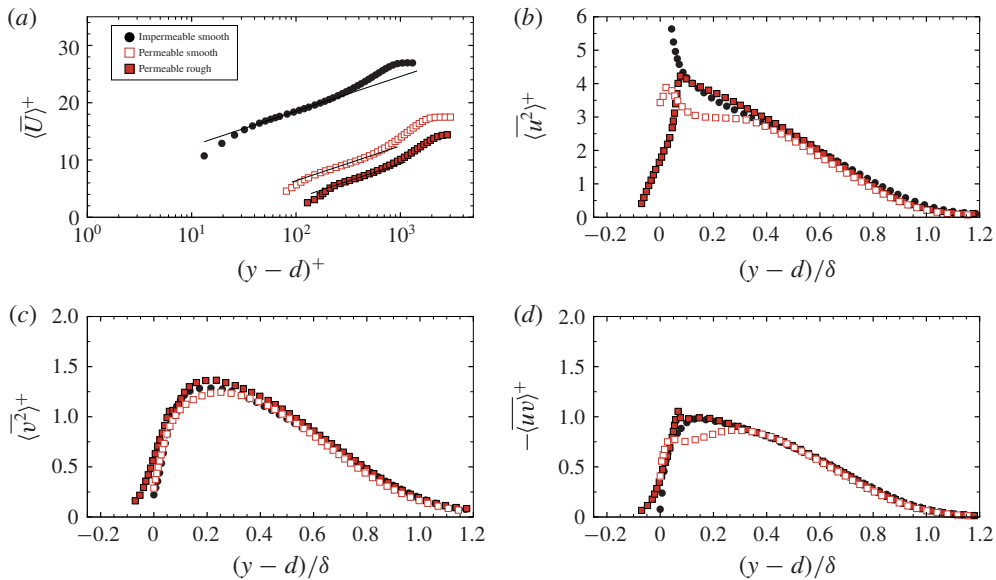 (a)
Impermeable smooth
Permeable smooth
Permeable rough
30
20
10
0
10⁰ 10¹ 10² 10³
⟨U̅⟩⁺
(y − d)⁺
(b)
6
5
4
3
2
1
0
−0.2 0 0.2 0.4 0.6 0.8 1.0 1.2
⟨u̅²̅⟩⁺
(y − d)/δ
(c)
2.0
1.5
1.0
0.5
0
−0.2 0 0.2 0.4 0.6 0.8 1.0 1.2
⟨v̅²̅⟩⁺
(y − d)/δ
(d)
2.0
1.5
1.0
0.5
0
−0.2 0 0.2 0.4 0.6 0.8 1.0 1.2
−⟨u̅v̅⟩⁺
(y − d)/δ